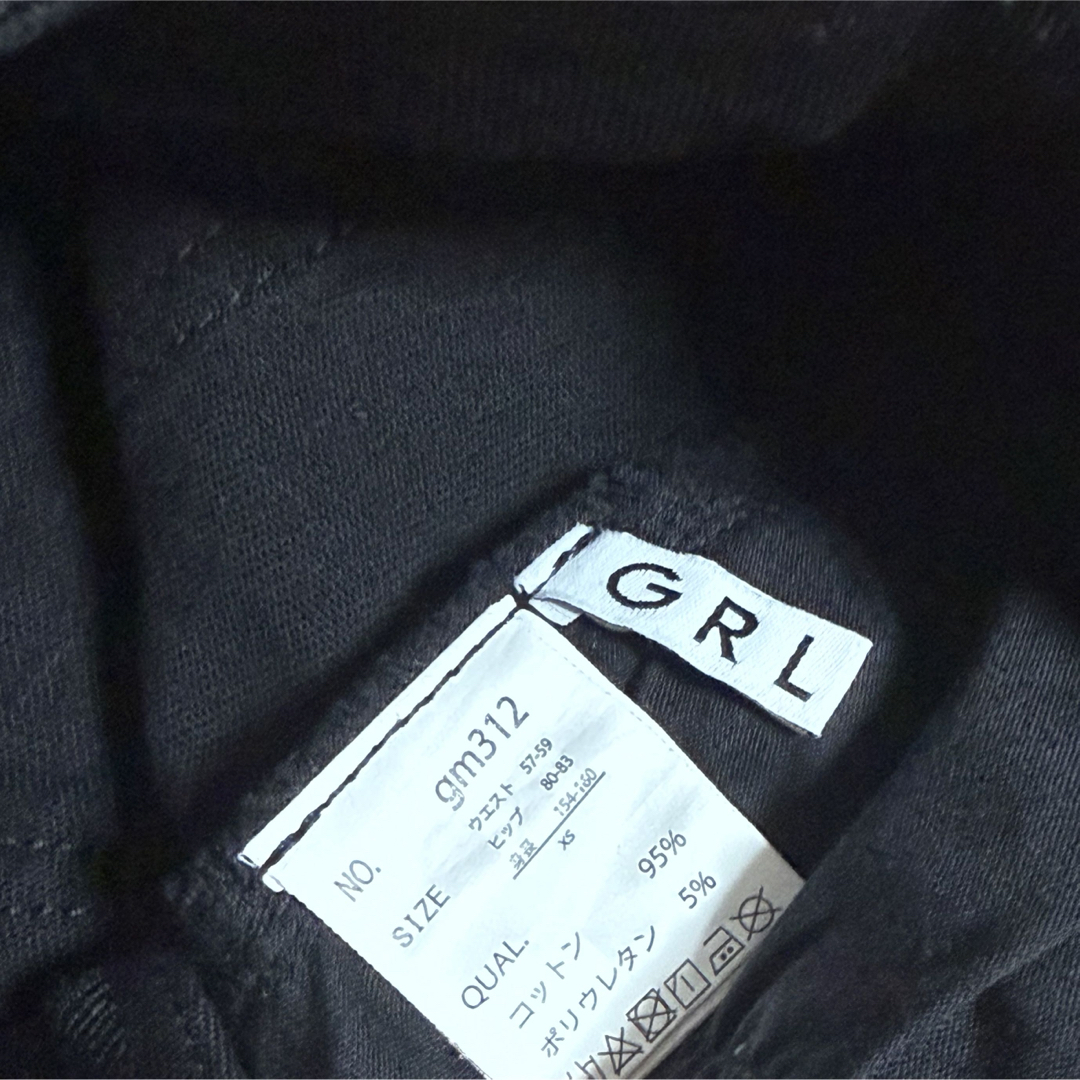 GRL
NO. gm312
SIZE ウエスト 57-59
ヒップ 80-83
身長 154-160
XS
QUAL.
コットン 95%
ポリウレタン 5%